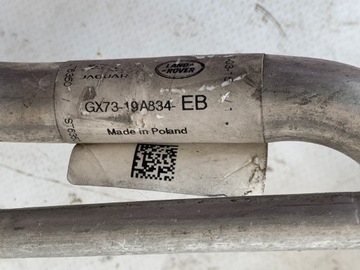 JAGUAR
LAND
ROVER
GX73-19A834-EB
Made in Poland